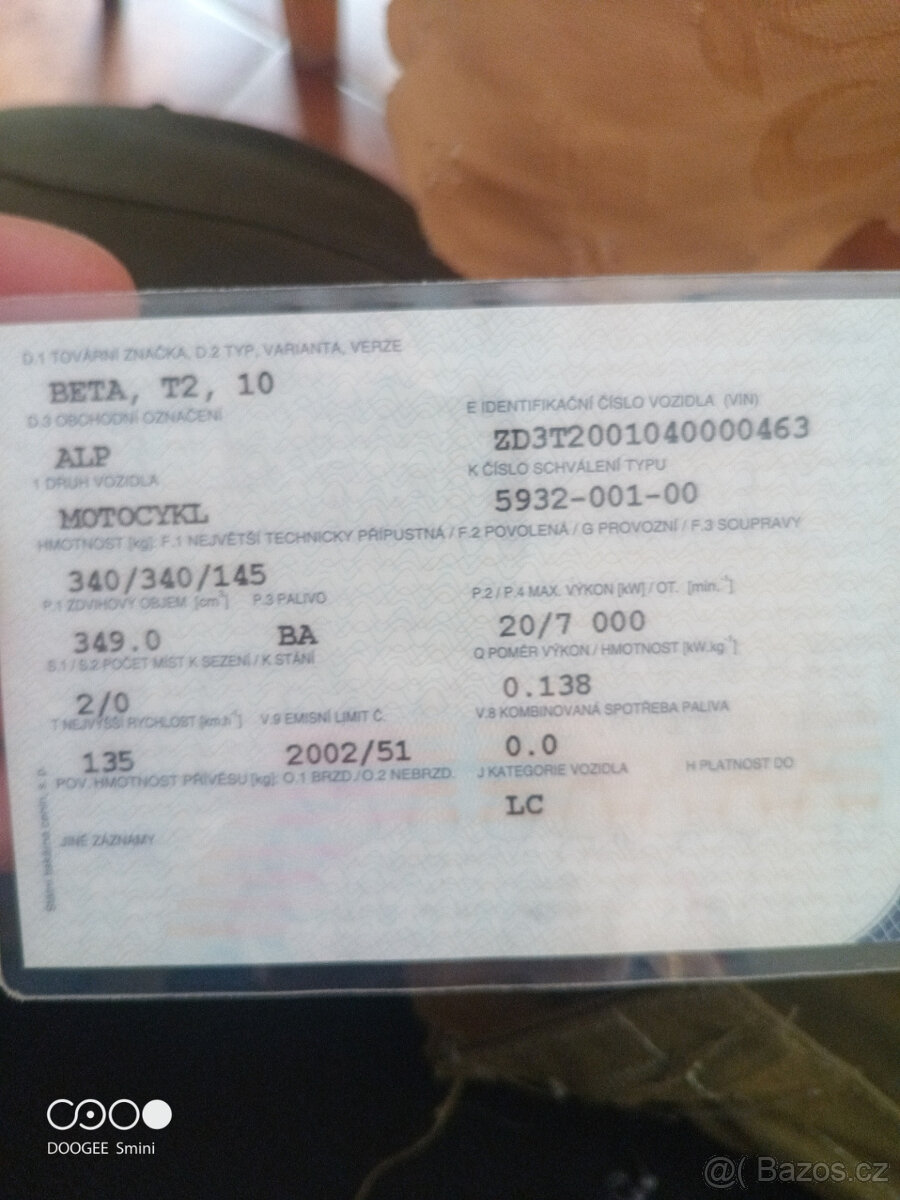 D.1 TOVÁRNÍ ZNAČKA, D.2 TYP, VARIANTA, VERZE
BETA, T2, 10
D.3 OBCHODNÍ OZNAČENÍ
E IDENTIFIKAČNÍ ČÍSLO VOZIDLA (VIN)
ZD3T2001040000463
ALP
K ČÍSLO SCHVÁLENÍ TYPU
1 DRUH VOZIDLA
5932-001-00
MOTOCYKL
HMOTNOST [kg]: F.1 NEJVĚTŠÍ TECHNICKY PŘÍPUSTNÁ / F.2 POVOLENÁ / G PROVOZNÍ / F.3 SOUPRAVY
340/340/145
P.1 ZDVIHOVÝ OBJEM [cm³] P.3 PALIVO
P.2 / P.4 MAX. VÝKON [kW] / OT. [min.⁻¹]
349.0 BA
20/7 000
S.1 / S.2 POČET MÍST K SEZENÍ / K STÁNÍ
Q POMĚR VÝKON / HMOTNOST [kW.kg⁻¹]
2/0
0.138
T NEJVYŠŠÍ RYCHLOST [km.h⁻¹] V.9 EMISNÍ LIMIT Č.
V.8 KOMBINOVANÁ SPOTŘEBA PALIVA
135 2002/51
0.0
POV. HMOTNOST PŘÍVĚSU [kg]: O.1 BRZD./O.2 NEBRZD.
J KATEGORIE VOZIDLA H PLATNOST DO
LC
JINÉ ZÁZNAMY
DOOGEE Smini
@( Bazos.cz